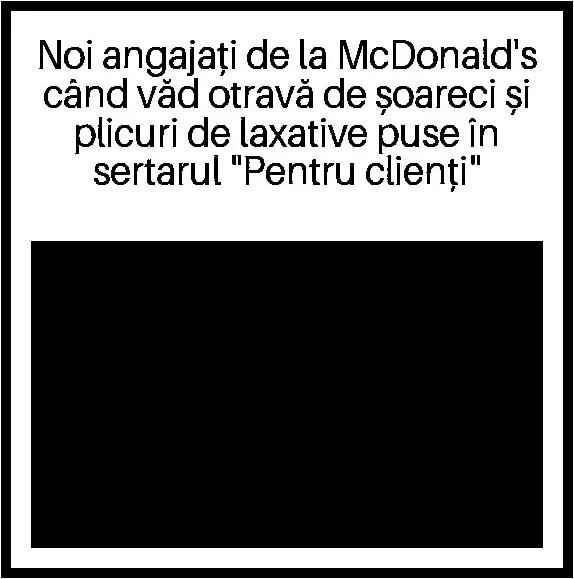 Noi angajați de la McDonald's
când văd otravă de șoareci și
plicuri de laxative puse în
sertarul "Pentru clienți"